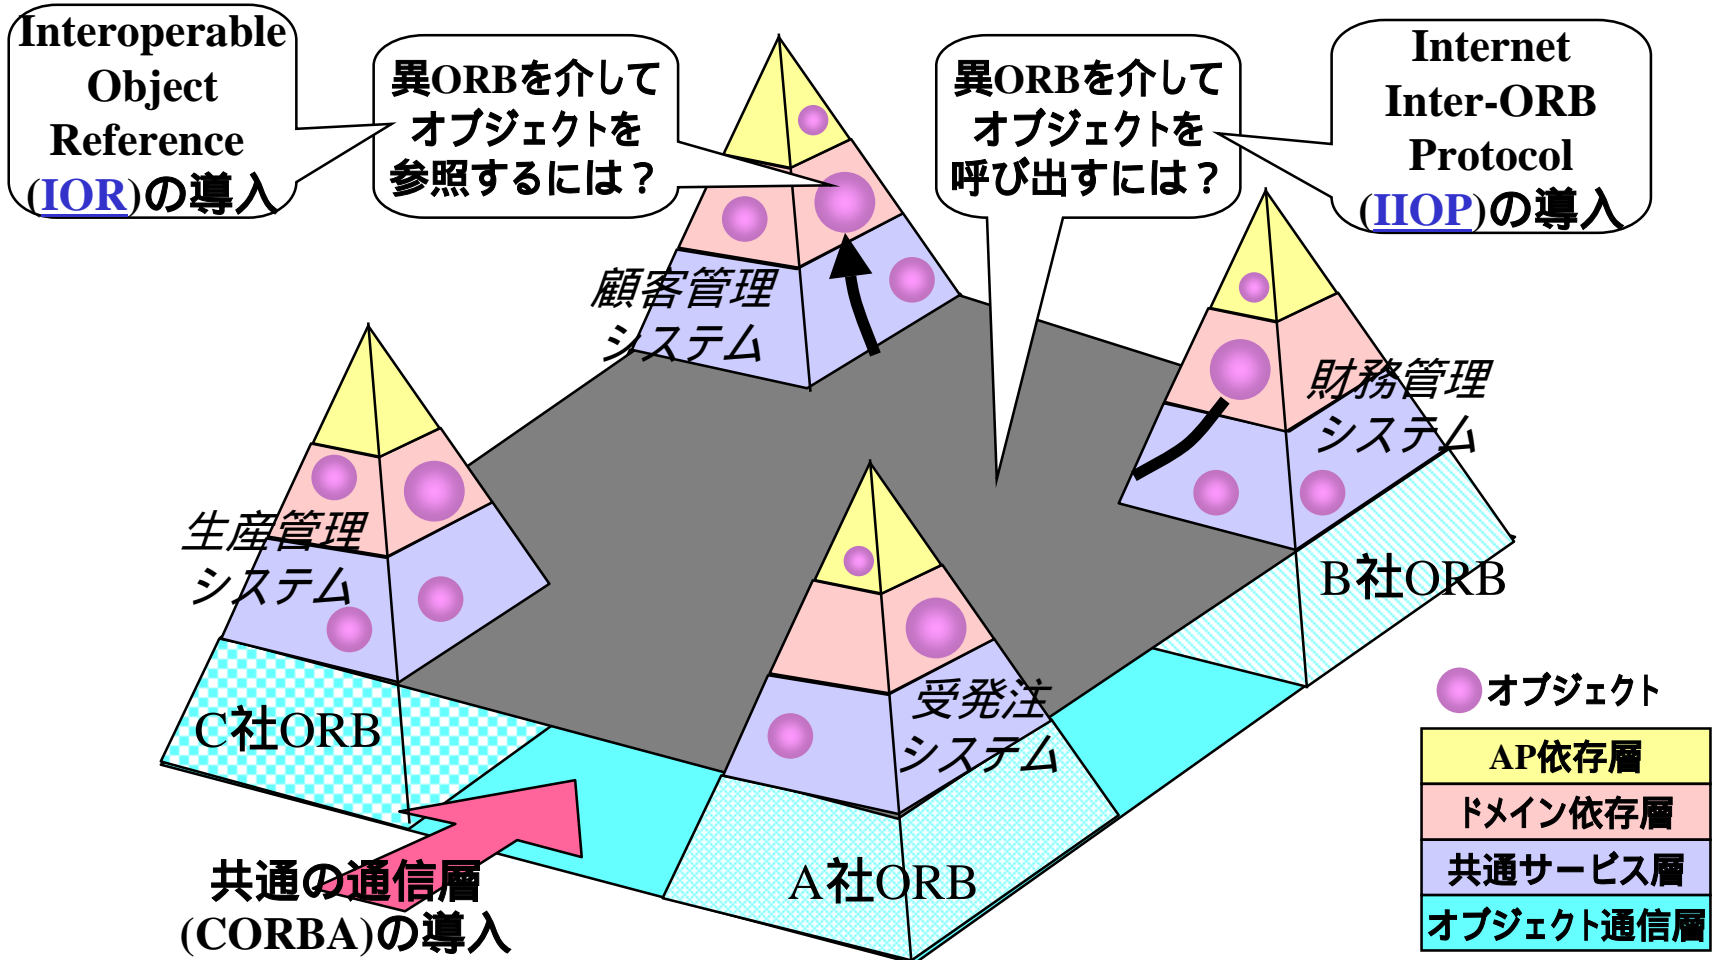 Interoperable
Object
Reference
(IOR)の導入
異ORBを介して
オブジェクトを
参照するには？
異ORBを介して
オブジェクトを
呼び出すには？
Internet
Inter-ORB
Protocol
(IIOP)の導入
顧客管理
システム
財務管理
システム
生産管理
システム
受発注
システム
B社ORB
C社ORB
A社ORB
共通の通信層
(CORBA)の導入
オブジェクト
AP依存層
ドメイン依存層
共通サービス層
オブジェクト通信層